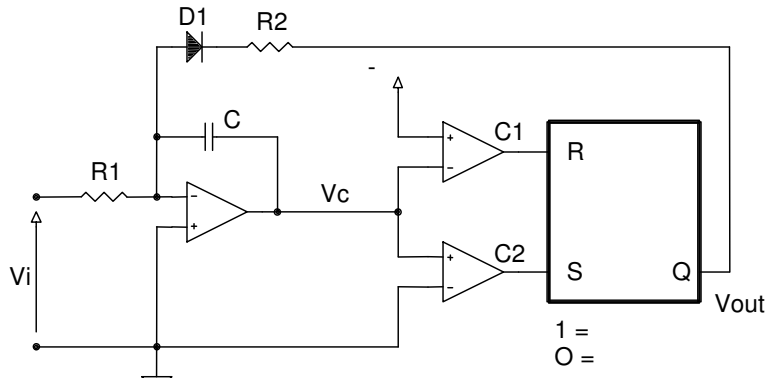 D1
R2
-
C
C1
R1
R
Vc
C2
Vi
S
Q
Vout
1 =
O =
+
-
+
-
+
-